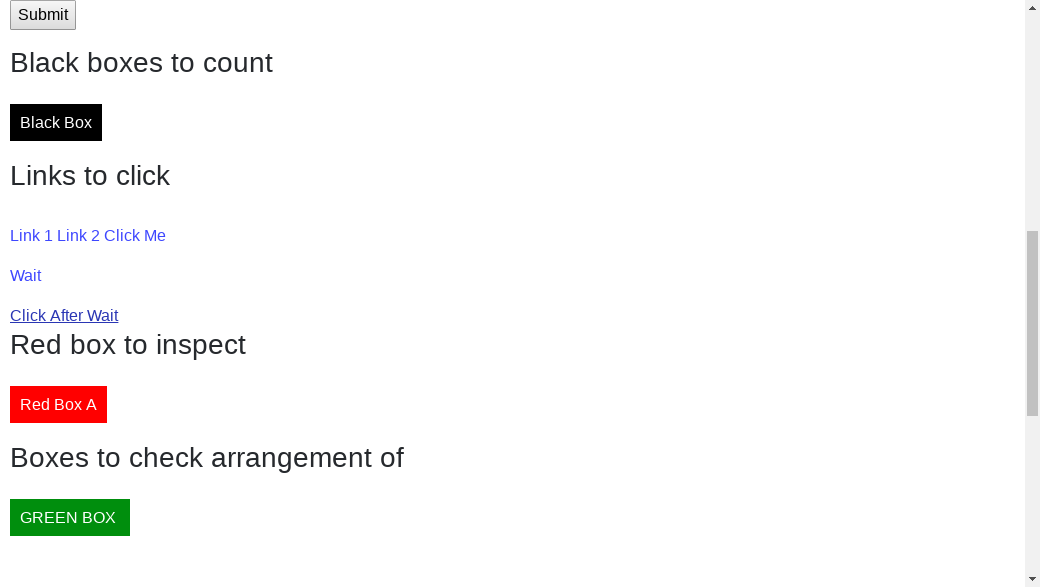 Submit
Black boxes to count
Black Box
Links to click
Link 1 Link 2 Click Me
Wait
Click After Wait
Red box to inspect
Red Box A
Boxes to check arrangement of
GREEN BOX